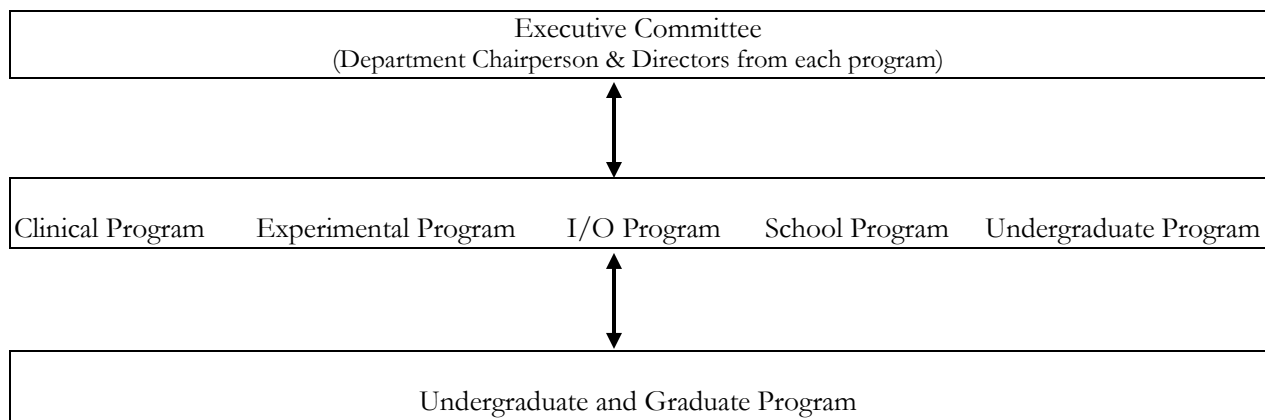 Executive Committee
(Department Chairperson & Directors from each program)
Clinical Program Experimental Program I/O Program School Program Undergraduate Program
Undergraduate and Graduate Program